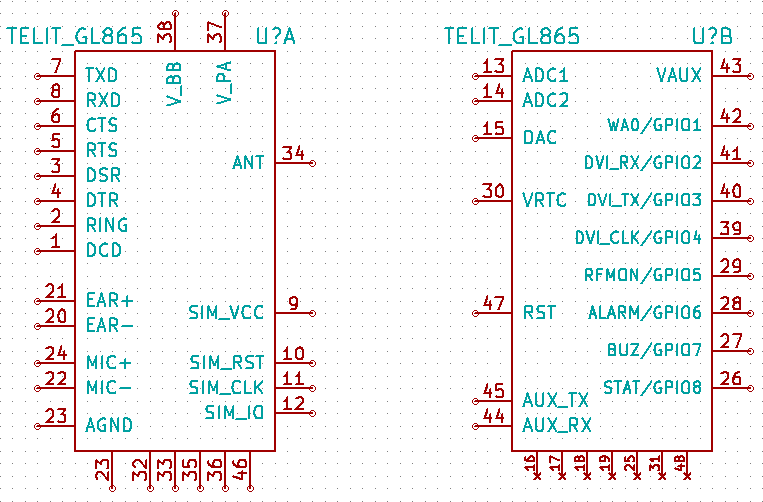 TELIT_GL865
U?A
38
37
V_BB
V_PA
7 TXD
8 RXD
6 CTS
5 RTS
3 DSR
4 DTR
2 RING
1 DCD
21 EAR+
20 EAR-
24 MIC+
22 MIC-
23 AGND
ANT 34
SIM_VCC 9
SIM_RST 10
SIM_CLK 11
SIM_IO 12
23 32 33 35 36 46
TELIT_GL865
U?B
13 ADC1
14 ADC2
15 DAC
30 VRTC
47 RST
45 AUX_TX
44 AUX_RX
VAUX 43
WA0/GPIO1 42
DVI_RX/GPIO2 41
DVI_TX/GPIO3 40
DVI_CLK/GPIO4 39
RFMON/GPIO5 29
ALARM/GPIO6 28
BUZ/GPIO7 27
STAT/GPIO8 26
16 17 18 19 25 31 48